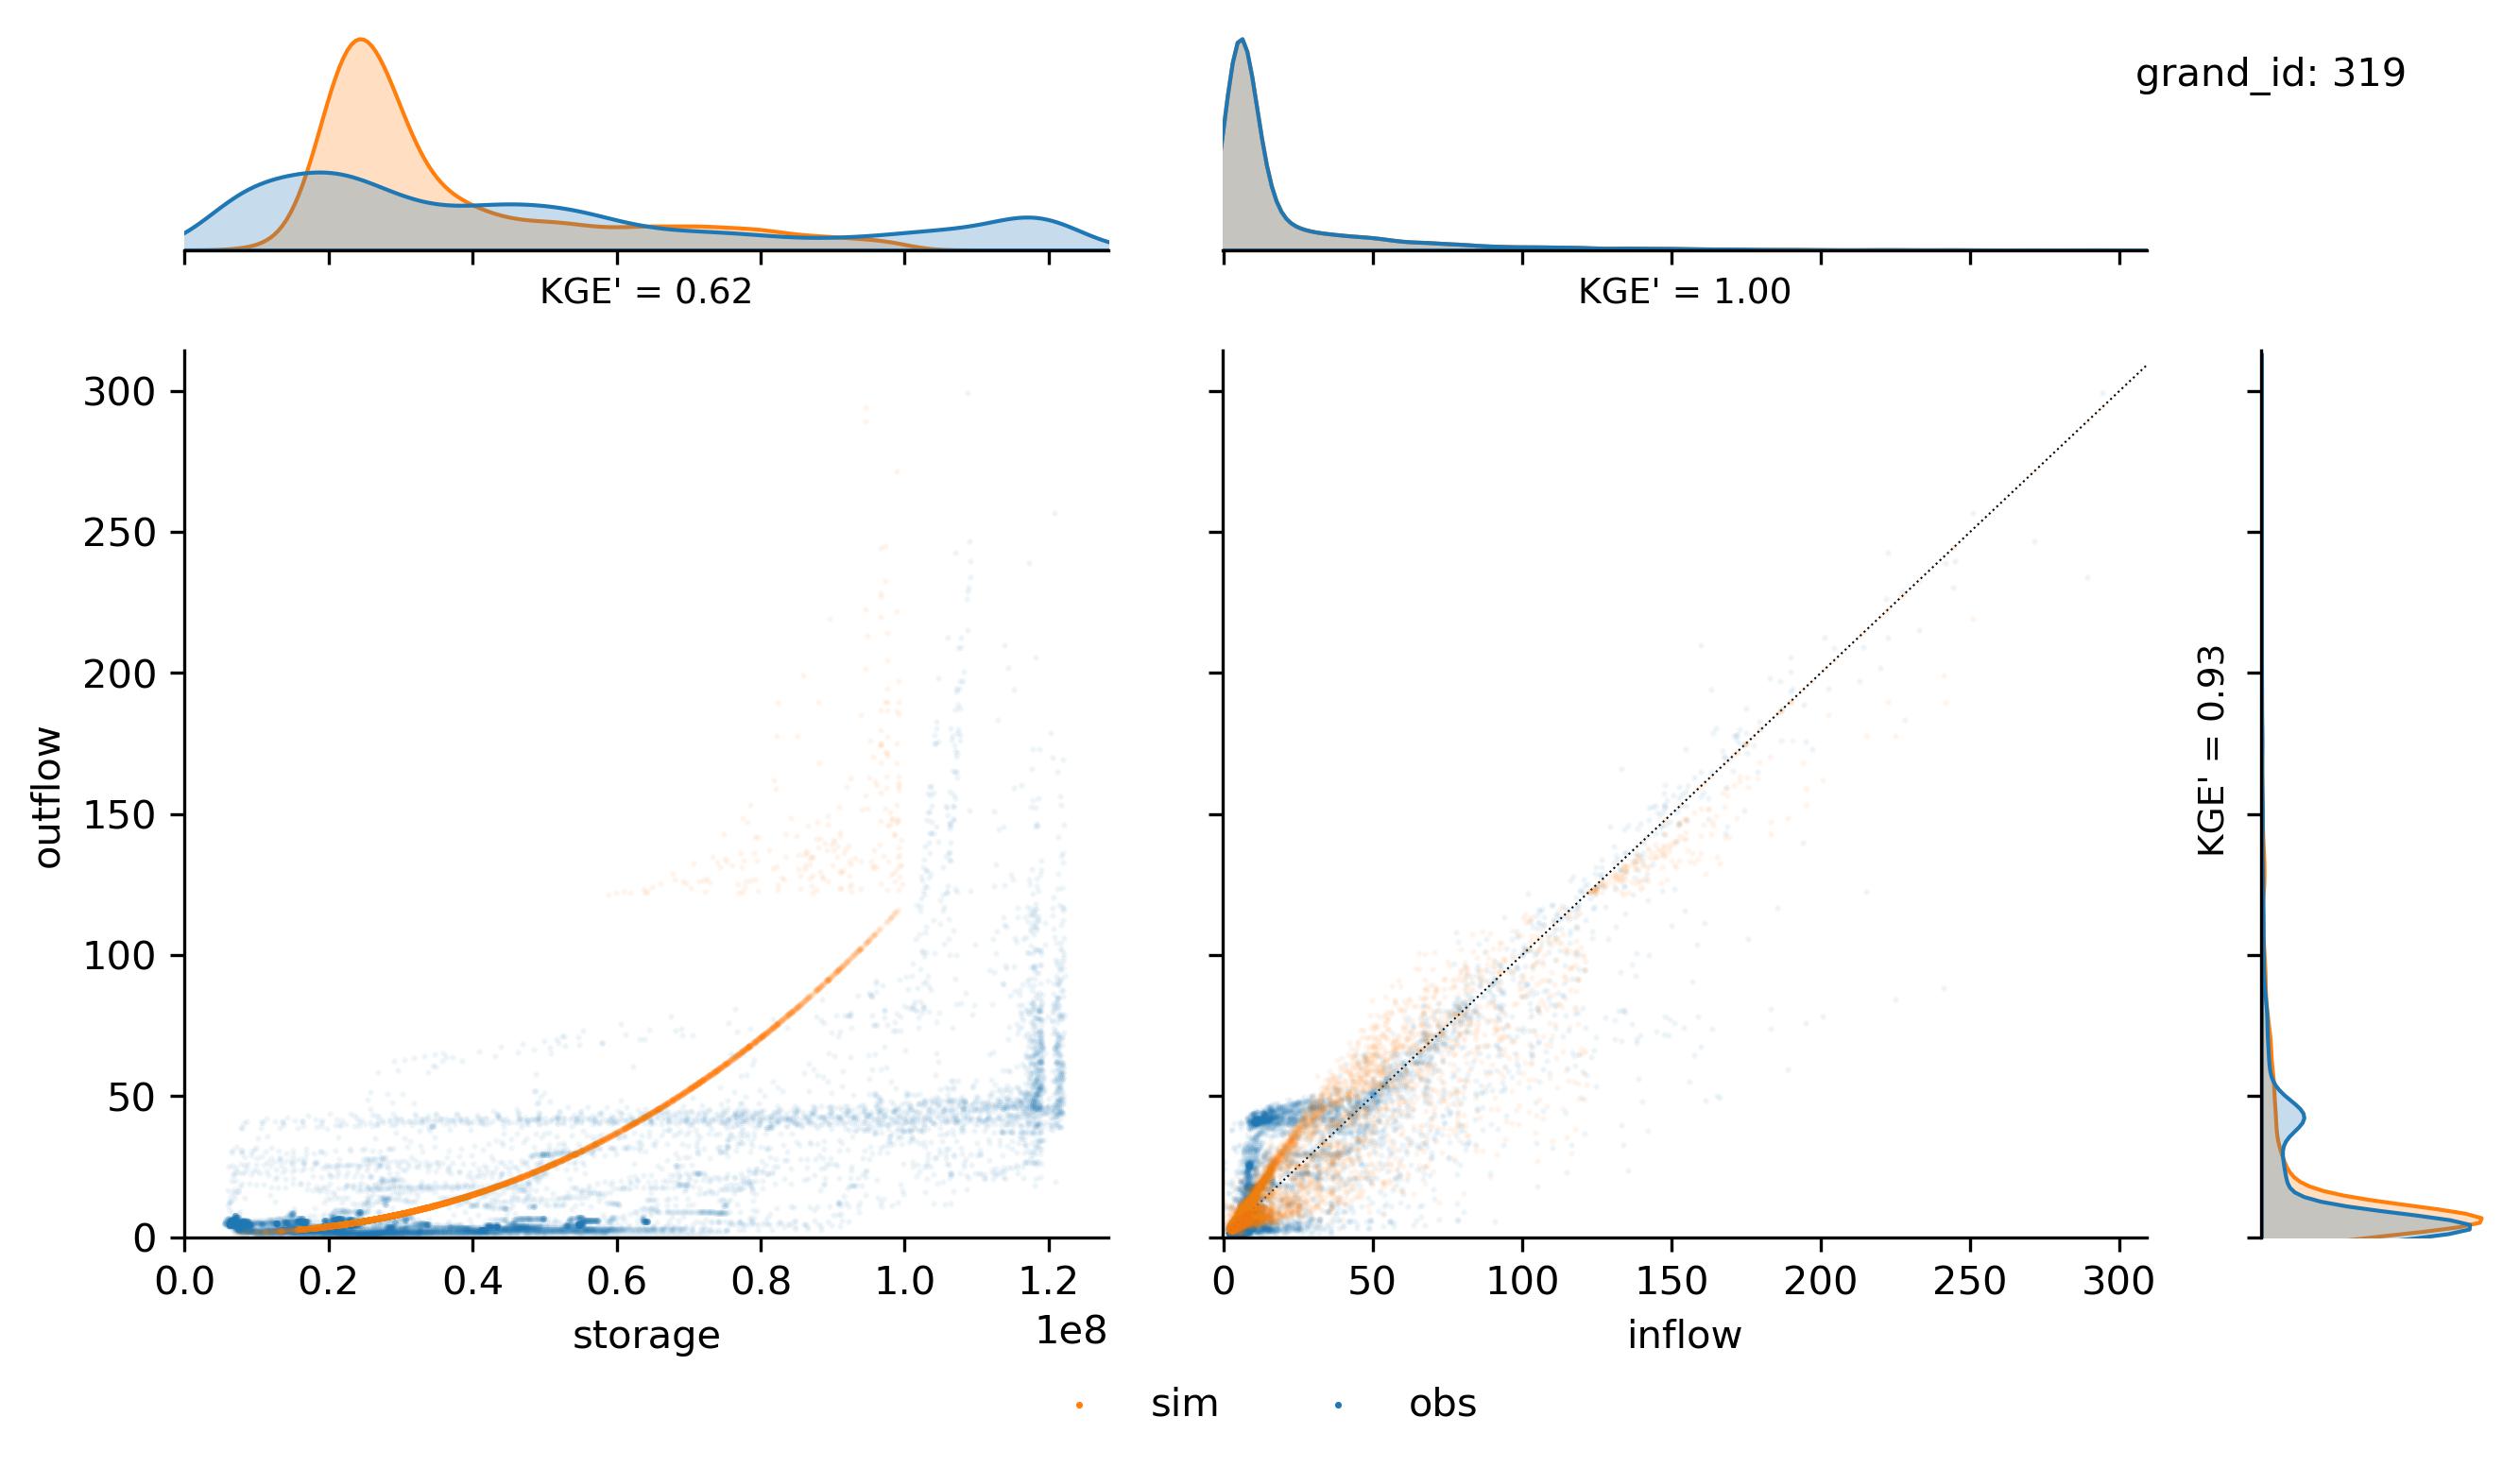 grand_id: 319
KGE' = 0.62
KGE' = 1.00
300
250
200
150
100
50
0
outflow
0.0 0.2 0.4 0.6 0.8 1.0 1.2
1e8
storage
0 50 100 150 200 250 300
inflow
KGE' = 0.93
sim obs